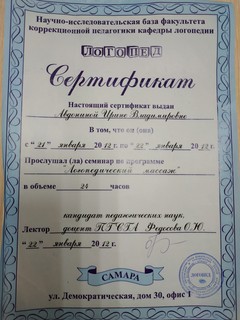 Научно-исследовательская база факультета
коррекционной педагогики кафедры логопедии
ЛОГОПЕД
Сертификат
Настоящий сертификат выдан
Авдониной Ирине Владимировне
В том, что он (она)
с "21" января 2012 г. по "22" января 2012 г.
Прослушал (ла) семинар по программе
"Логопедический массаж"
в объеме 24 часов
кандидат педагогических наук,
Лектор доцент ПГСГА Федосова О.Ю.
"22" января 2012 г.
САМАРА
ул. Демократическая, дом 30, офис 1